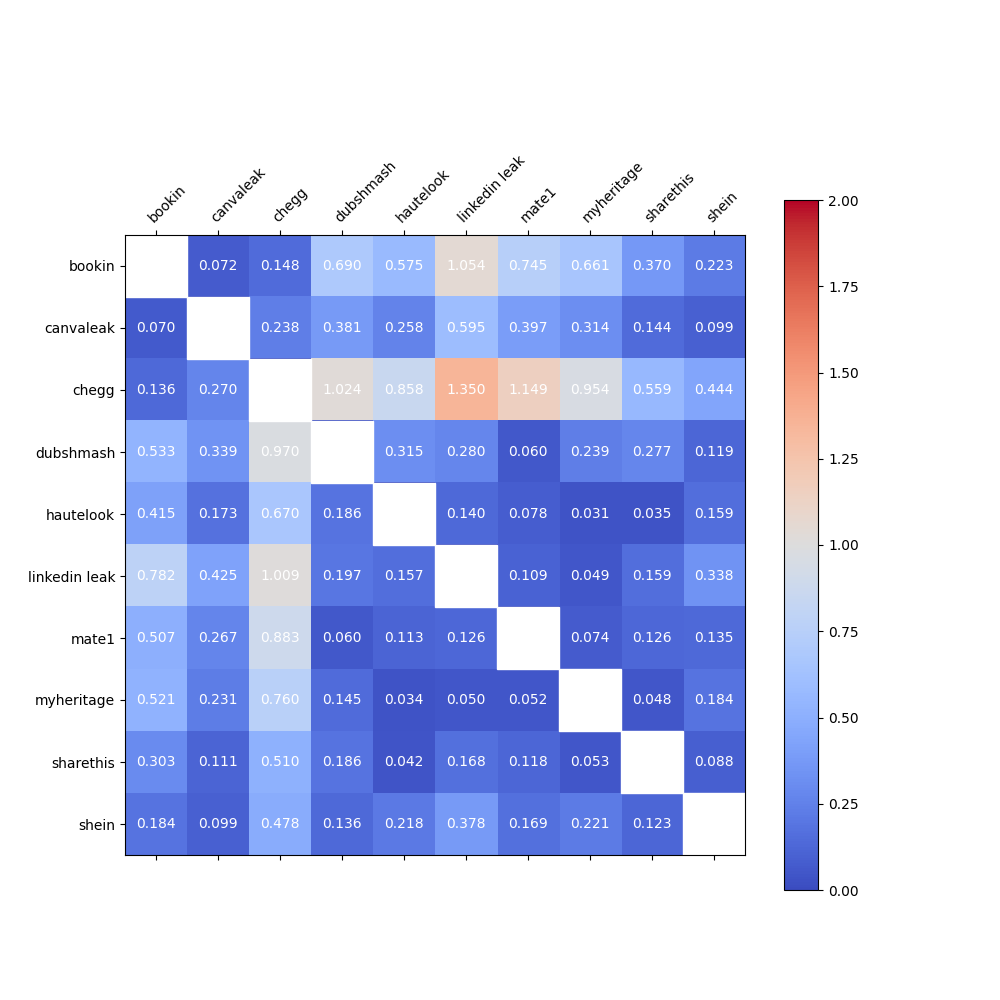 bookin canvaleak chegg dubshmash hautelook linkedin leak mate1 myheritage sharethis shein
bookin 0.072 0.148 0.690 0.575 1.054 0.745 0.661 0.370 0.223
canvaleak 0.070 0.238 0.381 0.258 0.595 0.397 0.314 0.144 0.099
chegg 0.136 0.270 1.024 0.858 1.350 1.149 0.954 0.559 0.444
dubshmash 0.533 0.339 0.970 0.315 0.280 0.060 0.239 0.277 0.119
hautelook 0.415 0.173 0.670 0.186 0.140 0.078 0.031 0.035 0.159
linkedin leak 0.782 0.425 1.009 0.197 0.157 0.109 0.049 0.159 0.338
mate1 0.507 0.267 0.883 0.060 0.113 0.126 0.074 0.126 0.135
myheritage 0.521 0.231 0.760 0.145 0.034 0.050 0.052 0.048 0.184
sharethis 0.303 0.111 0.510 0.186 0.042 0.168 0.118 0.053 0.088
shein 0.184 0.099 0.478 0.136 0.218 0.378 0.169 0.221 0.123
2.00
1.75
1.50
1.25
1.00
0.75
0.50
0.25
0.00